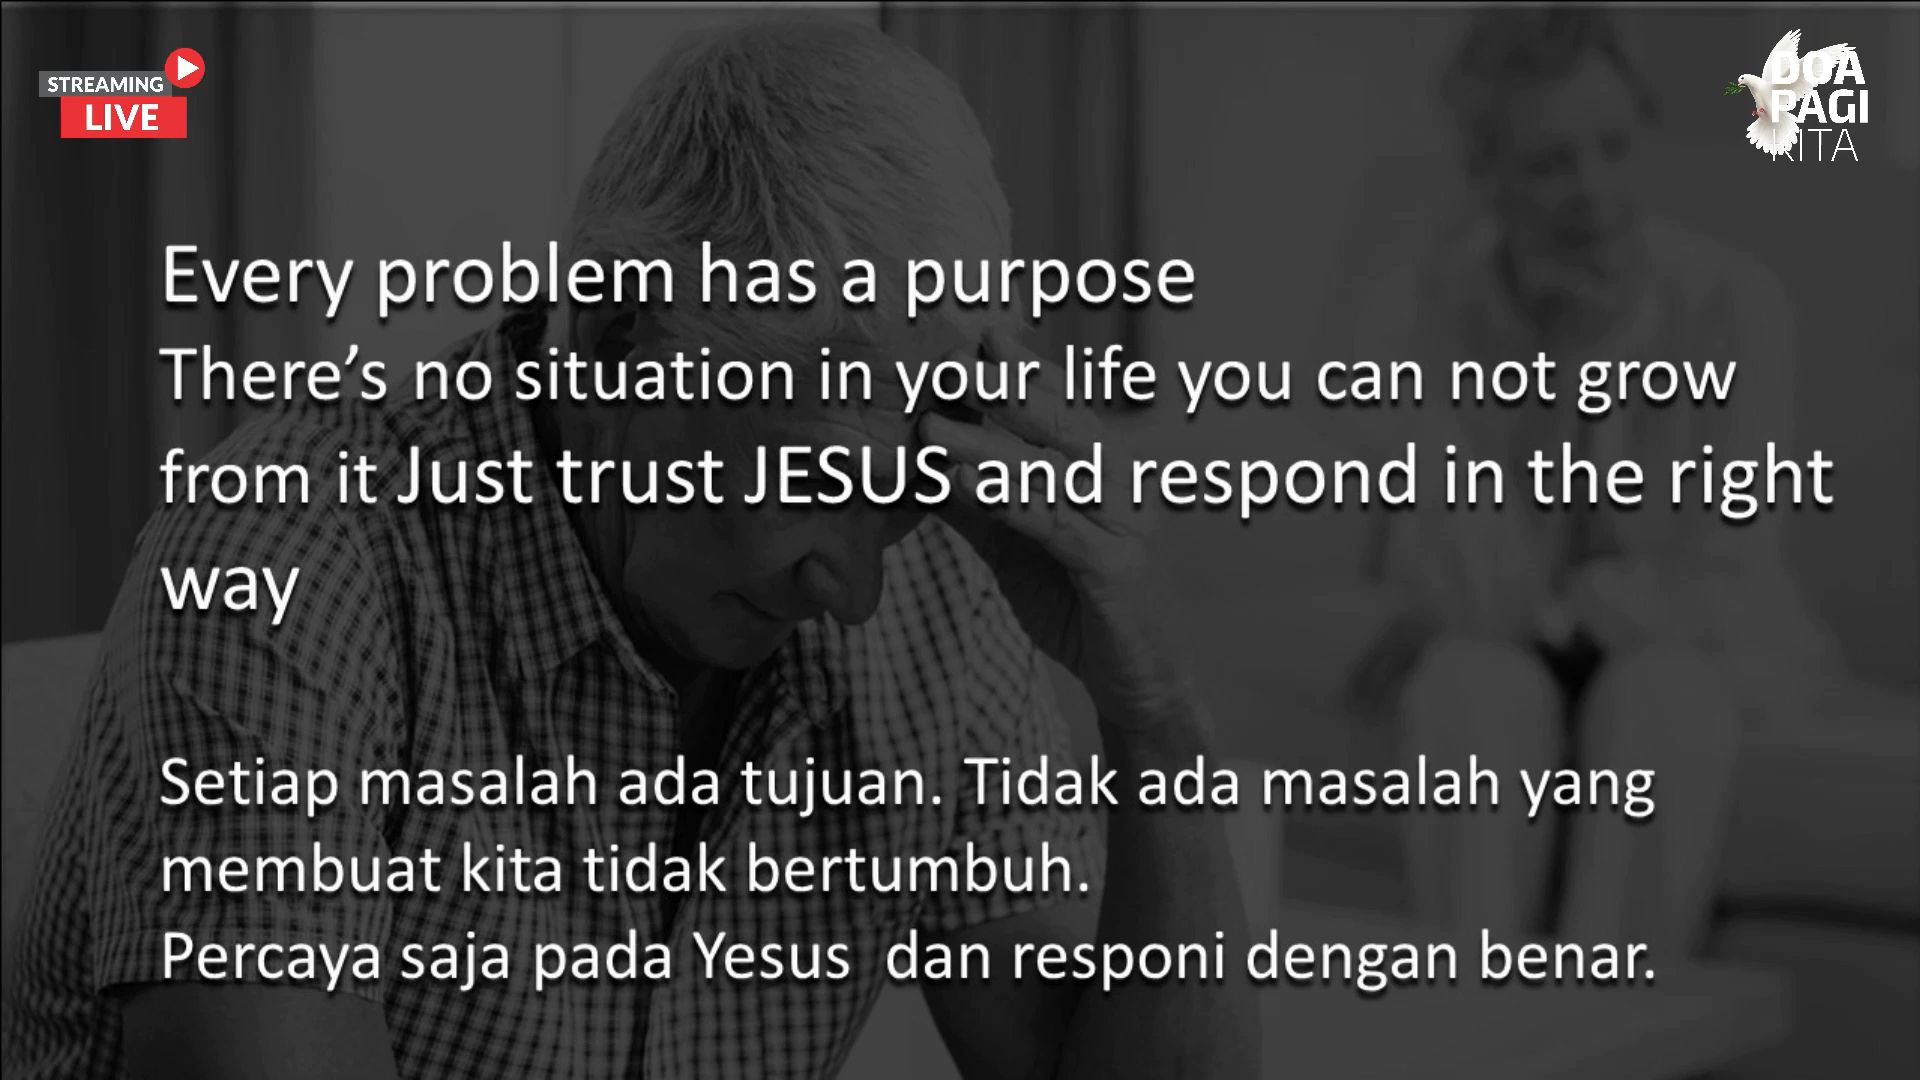 STREAMING
LIVE
DOA
PAGI
KITA
Every problem has a purpose
There’s no situation in your life you can not grow
from it Just trust JESUS and respond in the right
way
Setiap masalah ada tujuan. Tidak ada masalah yang
membuat kita tidak bertumbuh.
Percaya saja pada Yesus  dan responi dengan benar.